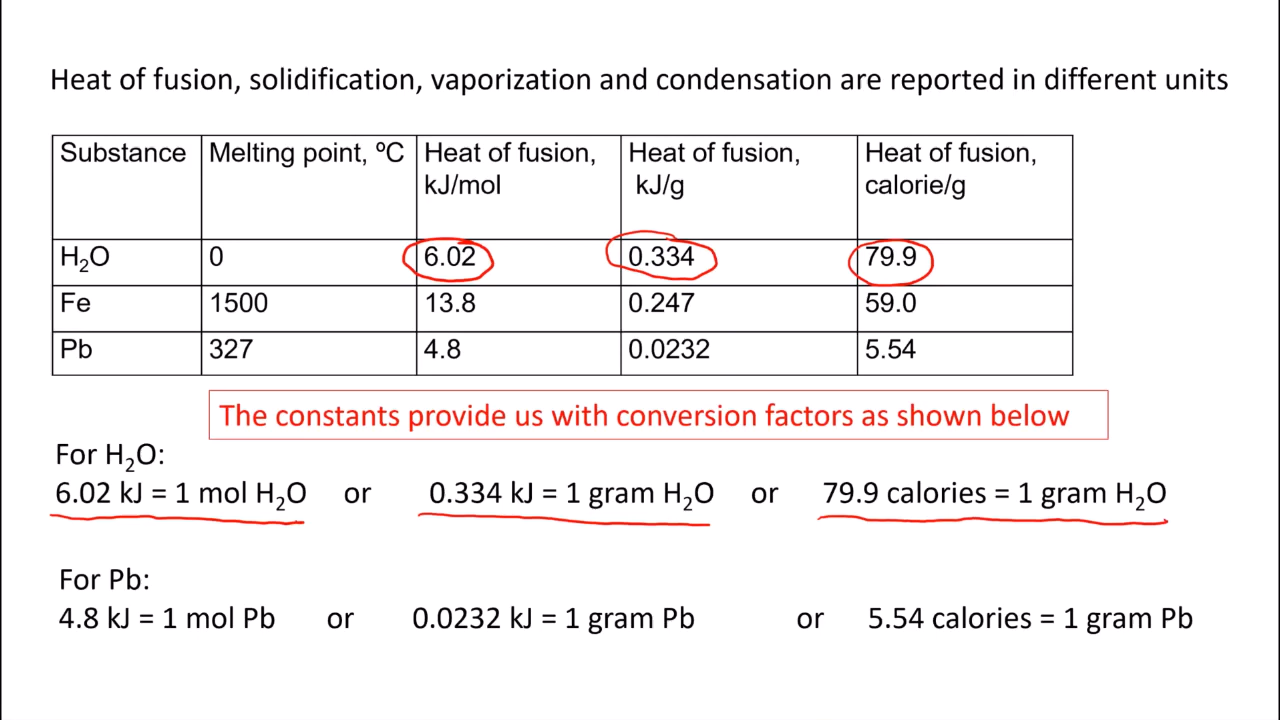 Heat of fusion, solidification, vaporization and condensation are reported in different units
Substance Melting point, ºC Heat of fusion, kJ/mol Heat of fusion, kJ/g Heat of fusion, calorie/g
H₂O 0 6.02 0.334 79.9
Fe 1500 13.8 0.247 59.0
Pb 327 4.8 0.0232 5.54
The constants provide us with conversion factors as shown below
For H₂O:
6.02 kJ = 1 mol H₂O or 0.334 kJ = 1 gram H₂O or 79.9 calories = 1 gram H₂O
For Pb:
4.8 kJ = 1 mol Pb or 0.0232 kJ = 1 gram Pb or 5.54 calories = 1 gram Pb